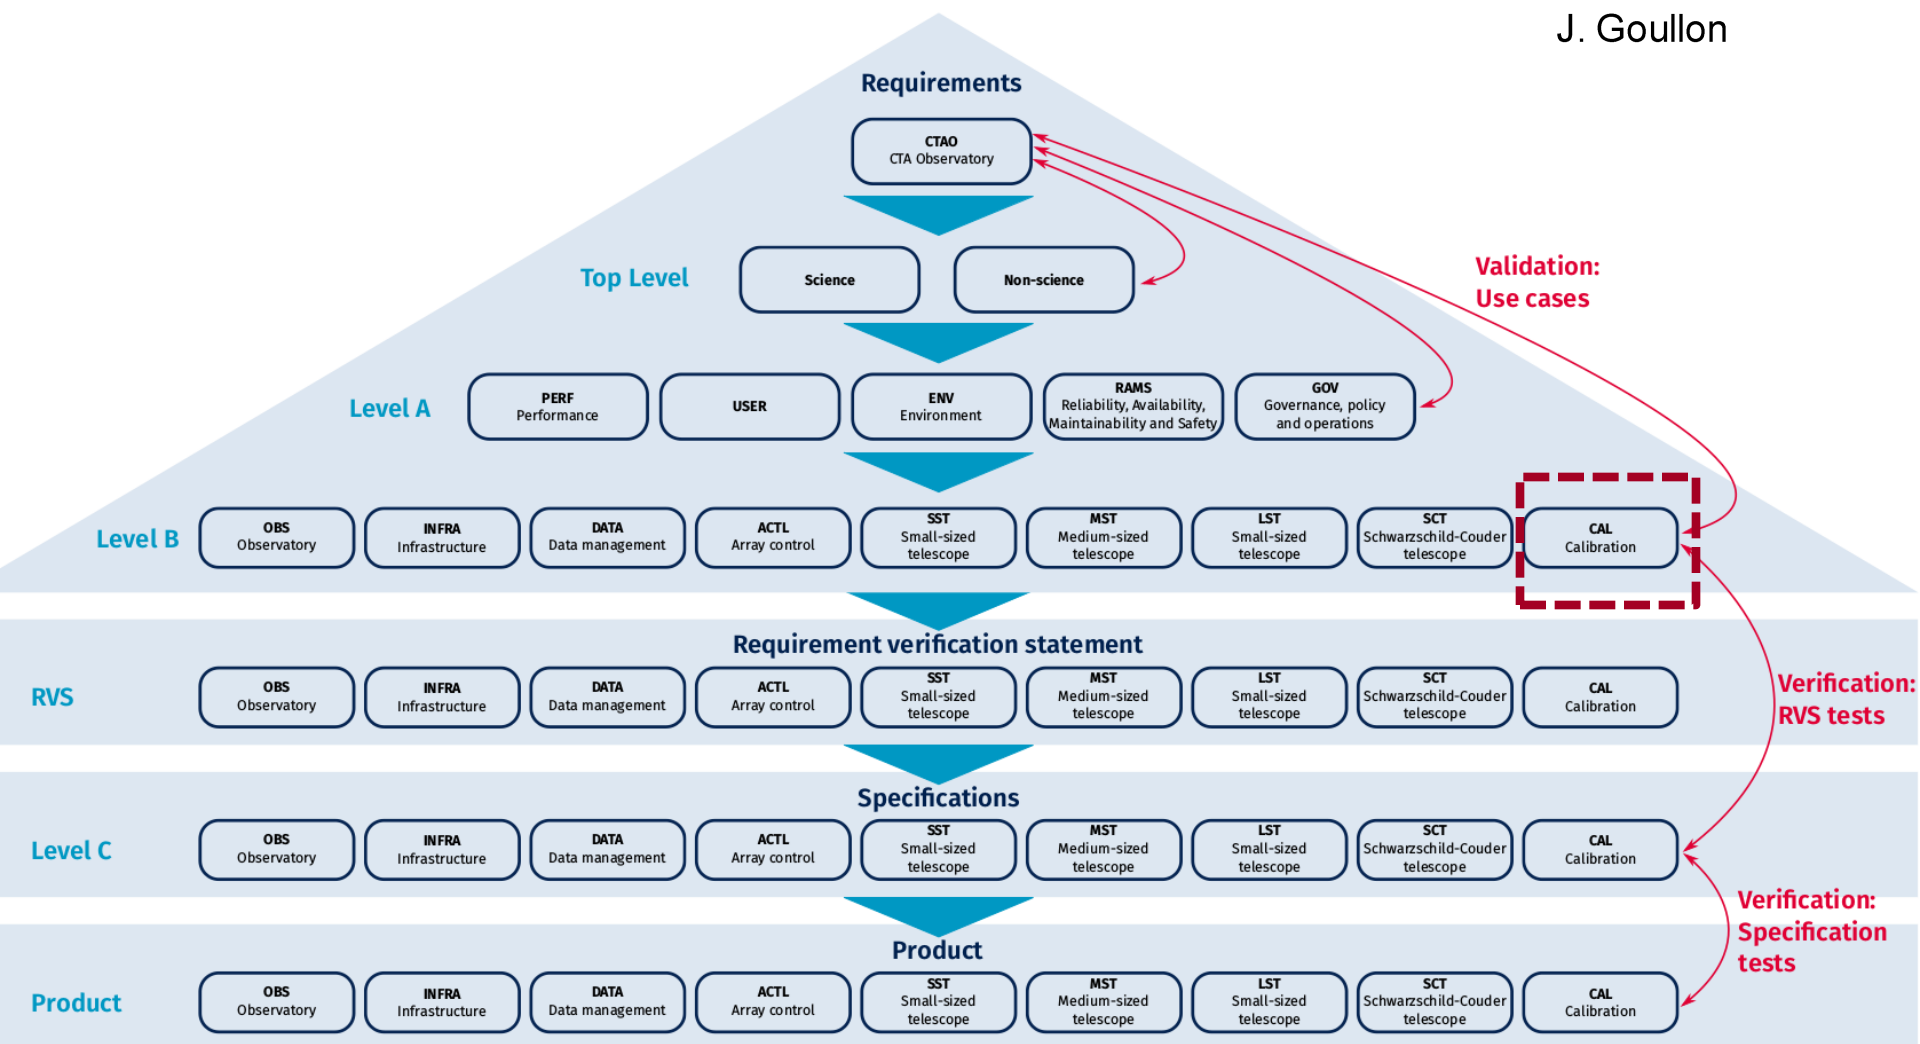 J. Goullon
Requirements
CTAO
CTA Observatory
Top Level
Science
Non-science
Validation:
Use cases
Level A
PERF
Performance
USER
ENV
Environment
RAMS
Reliability, Availability,
Maintainability and Safety
GOV
Governance, policy
and operations
Level B
OBS
Observatory
INFRA
Infrastructure
DATA
Data management
ACTL
Array control
SST
Small-sized
telescope
MST
Medium-sized
telescope
LST
Small-sized
telescope
SCT
Schwarzschild-Couder
telescope
CAL
Calibration
Requirement verification statement
RVS
OBS
Observatory
INFRA
Infrastructure
DATA
Data management
ACTL
Array control
SST
Small-sized
telescope
MST
Medium-sized
telescope
LST
Small-sized
telescope
SCT
Schwarzschild-Couder
telescope
CAL
Calibration
Verification:
RVS tests
Specifications
Level C
OBS
Observatory
INFRA
Infrastructure
DATA
Data management
ACTL
Array control
SST
Small-sized
telescope
MST
Medium-sized
telescope
LST
Small-sized
telescope
SCT
Schwarzschild-Couder
telescope
CAL
Calibration
Verification:
Specification
tests
Product
Product
OBS
Observatory
INFRA
Infrastructure
DATA
Data management
ACTL
Array control
SST
Small-sized
telescope
MST
Medium-sized
telescope
LST
Small-sized
telescope
SCT
Schwarzschild-Couder
telescope
CAL
Calibration